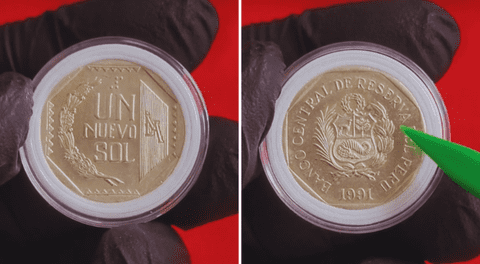 UN
NUEVO
SOL
BANCO CENTRAL DE RESERVA DEL PERU
1991